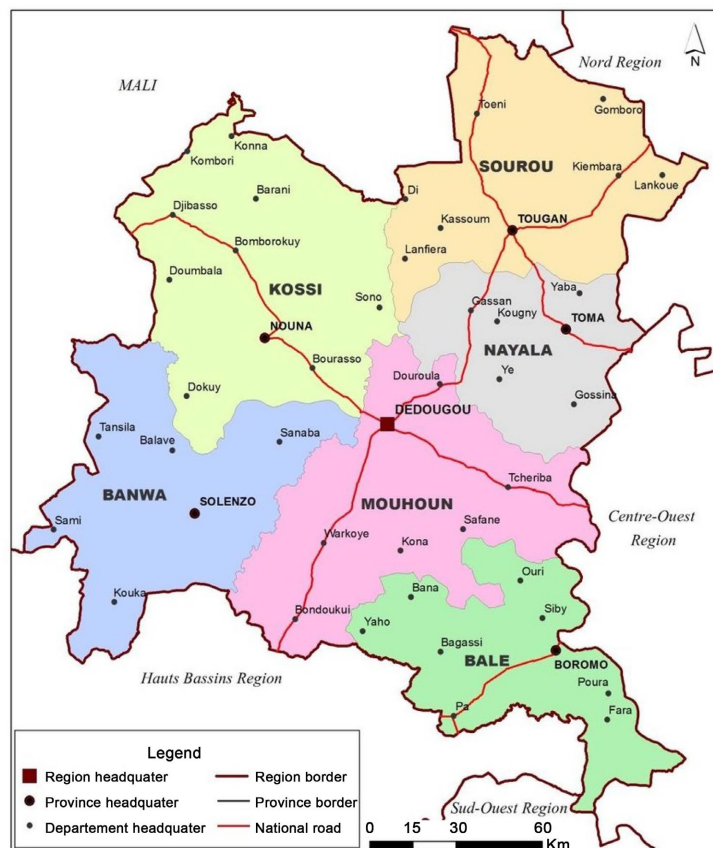 N
Nord Region
MALI
Toeni
Gomboro
Konna
Kombori
SOUROU
Kiembara
Lankoue
Barani
Di
Djibasso
Kassoum
TOUGAN
Bomborokuy
Lanfiera
Doumbala
KOSSI
Yaba
Sono
Gassan
Kougny
TOMA
NOUNA
NAYALA
Bourasso
Douroula
Ye
Dokuy
Gossina
DEDOUGOU
Tansila
Balave
Sanaba
Tcheriba
BANWA
SOLENZO
MOUHOUN
Centre-Ouest
Region
Sami
Safane
Warkoye
Kona
Ouri
Kouka
Bana
Siby
Bondoukui
Yaho
Bagassi
BALE
BOROMO
Hauts Bassins Region
Poura
Pa
Fara
Legend
Region headquater
Region border
Province headquater
Province border
Departement headquater
National road
Sud-Ouest Region
0 15 30 60
Km